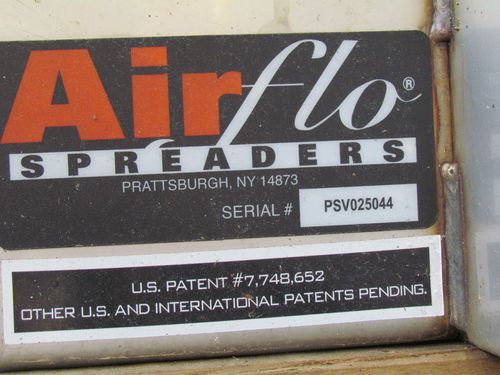 Airflo®
SPREADERS
PRATTSBURGH, NY 14873
SERIAL # PSV025044
U.S. PATENT #7,748,652
OTHER U.S. AND INTERNATIONAL PATENTS PENDING.